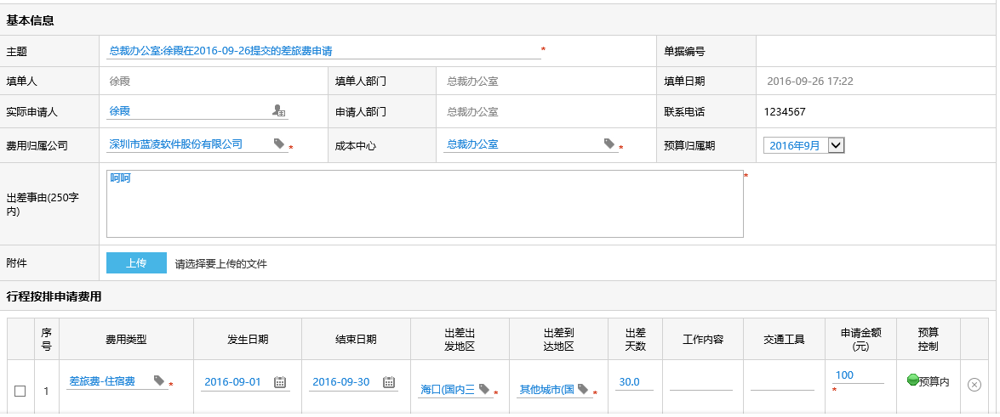 基本信息
主题 总裁办公室:徐霞在2016-09-26提交的差旅费申请 * 单据编号
填单人 徐霞 填单人部门 总裁办公室 填单日期 2016-09-26 17:22
实际申请人 徐霞 申请人部门 总裁办公室 联系电话 1234567
费用归属公司 深圳市蓝凌软件股份有限公司 * 成本中心 总裁办公室 * 预算归属期 2016年9月
出差事由(250字
内)
呵呵 *
附件 上传 请选择要上传的文件
行程按排申请费用
序
号
费用类型 发生日期 结束日期
出差出
发地区
出差到
达地区
出差
天数
工作内容 交通工具
申请金额
(元)
预算
控制
1 差旅费-住宿费 * 2016-09-01 2016-09-30 海口(国内三 * 其他城市(国 * 30.0 100 * 预算内